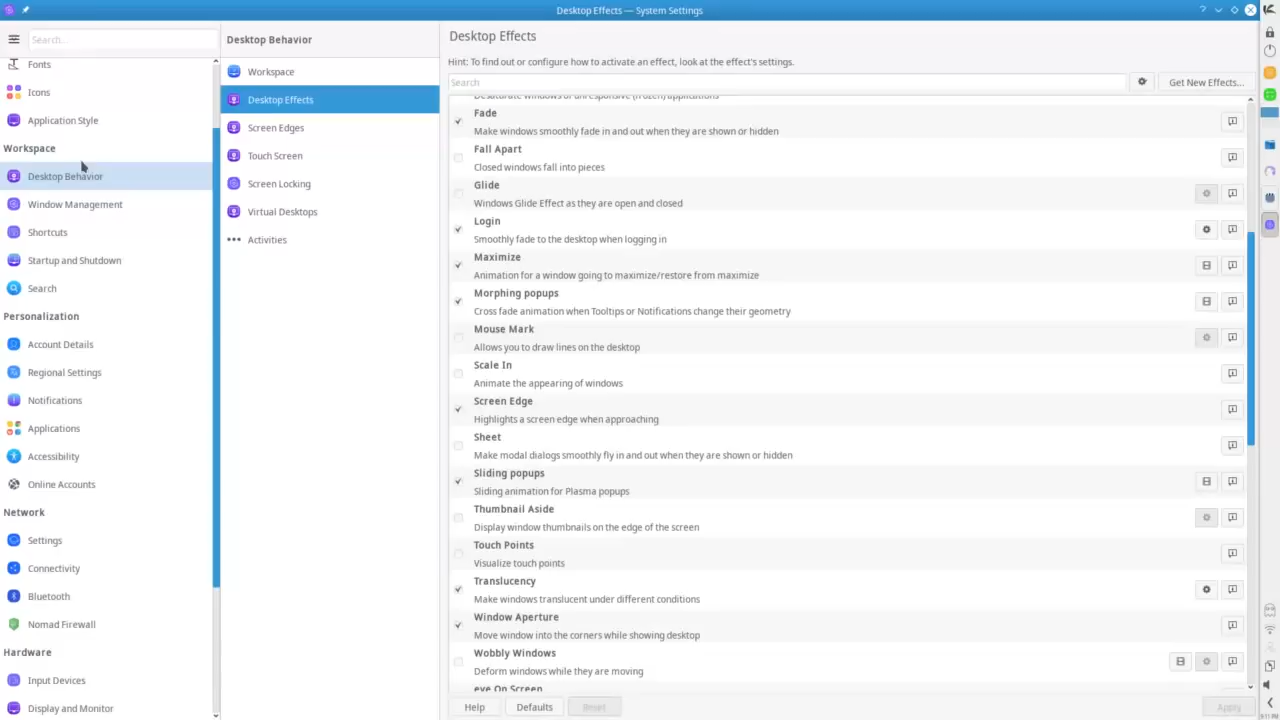 Desktop Effects — System Settings
Search...
Fonts
Icons
Application Style
Workspace
Desktop Behavior
Window Management
Shortcuts
Startup and Shutdown
Search
Personalization
Account Details
Regional Settings
Notifications
Applications
Accessibility
Online Accounts
Network
Settings
Connectivity
Bluetooth
Nomad Firewall
Hardware
Input Devices
Display and Monitor
Desktop Behavior
Workspace
Desktop Effects
Screen Edges
Touch Screen
Screen Locking
Virtual Desktops
Activities
Desktop Effects
Hint: To find out or configure how to activate an effect, look at the effect's settings.
Search
Get New Effects...
Desaturate windows of unresponsive (frozen) applications
Fade
Make windows smoothly fade in and out when they are shown or hidden
Fall Apart
Closed windows fall into pieces
Glide
Windows Glide Effect as they are open and closed
Login
Smoothly fade to the desktop when logging in
Maximize
Animation for a window going to maximize/restore from maximize
Morphing popups
Cross fade animation when Tooltips or Notifications change their geometry
Mouse Mark
Allows you to draw lines on the desktop
Scale In
Animate the appearing of windows
Screen Edge
Highlights a screen edge when approaching
Sheet
Make modal dialogs smoothly fly in and out when they are shown or hidden
Sliding popups
Sliding animation for Plasma popups
Thumbnail Aside
Display window thumbnails on the edge of the screen
Touch Points
Visualize touch points
Translucency
Make windows translucent under different conditions
Window Aperture
Move window into the corners while showing desktop
Wobbly Windows
Deform windows while they are moving
eye On Screen
Help
Defaults
Reset
Apply